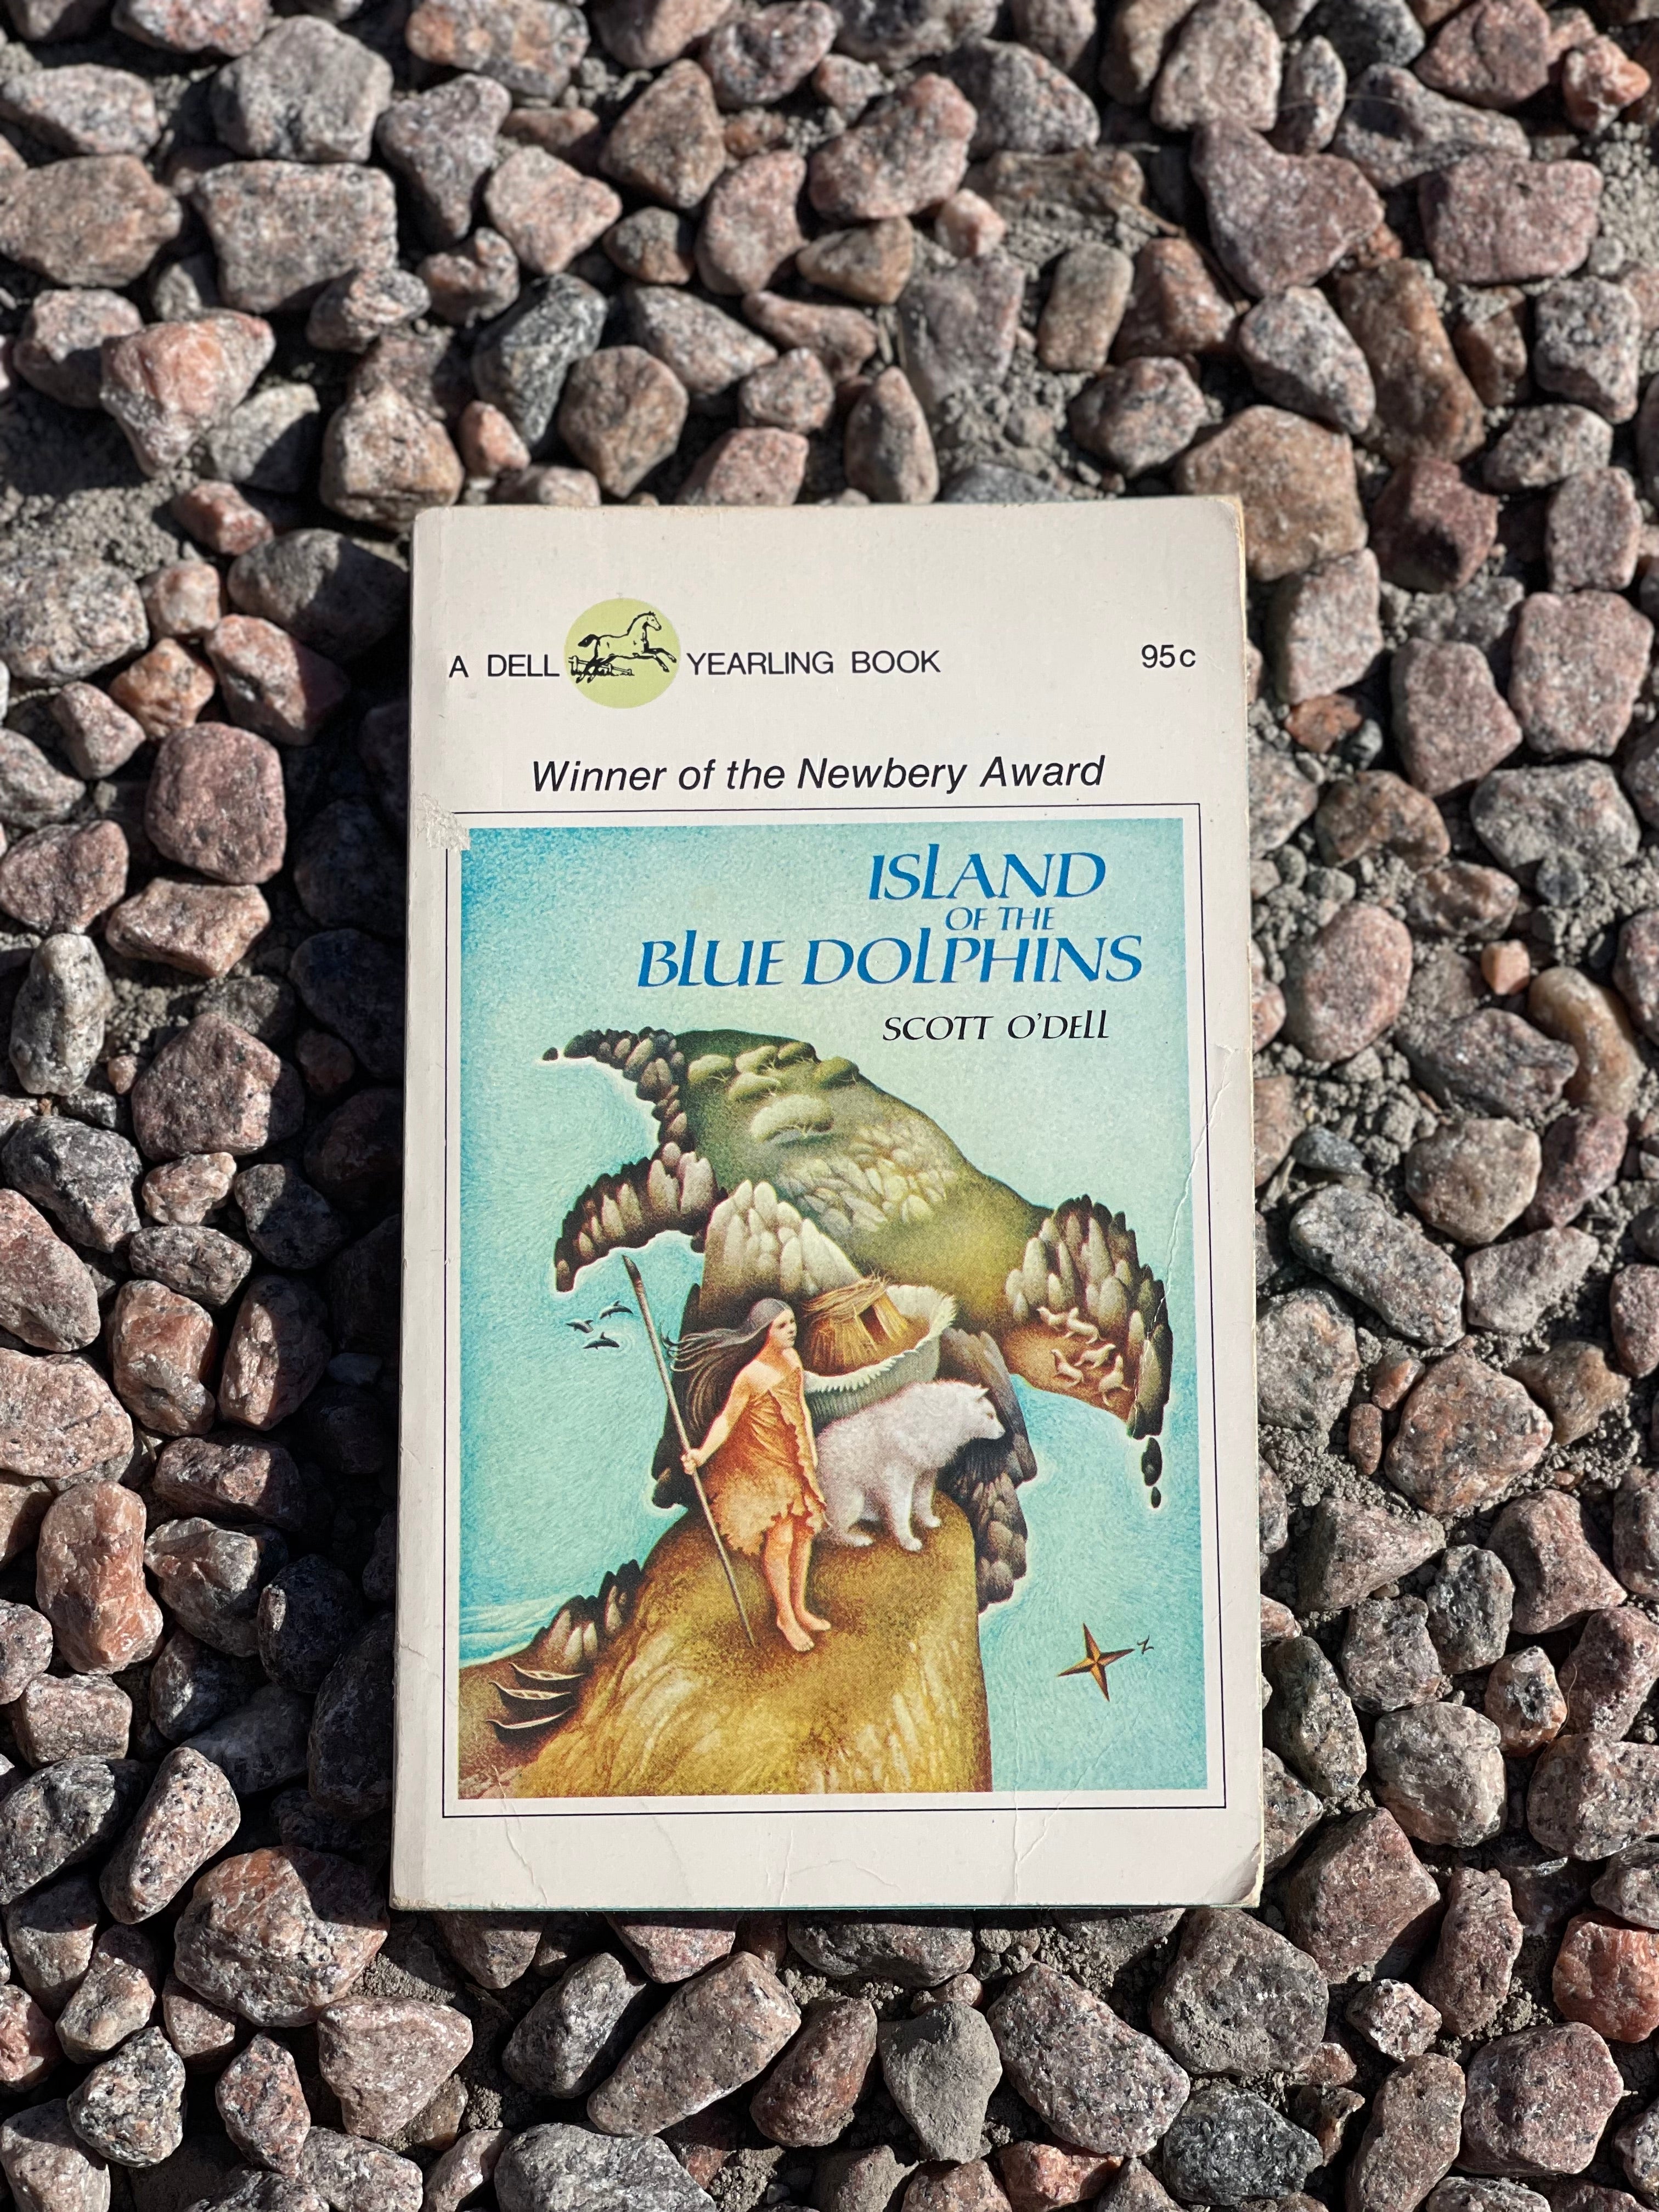 A DELL YEARLING BOOK 95c
Winner of the Newbery Award
ISLAND
OF THE
BLUE DOLPHINS
SCOTT O'DELL
N